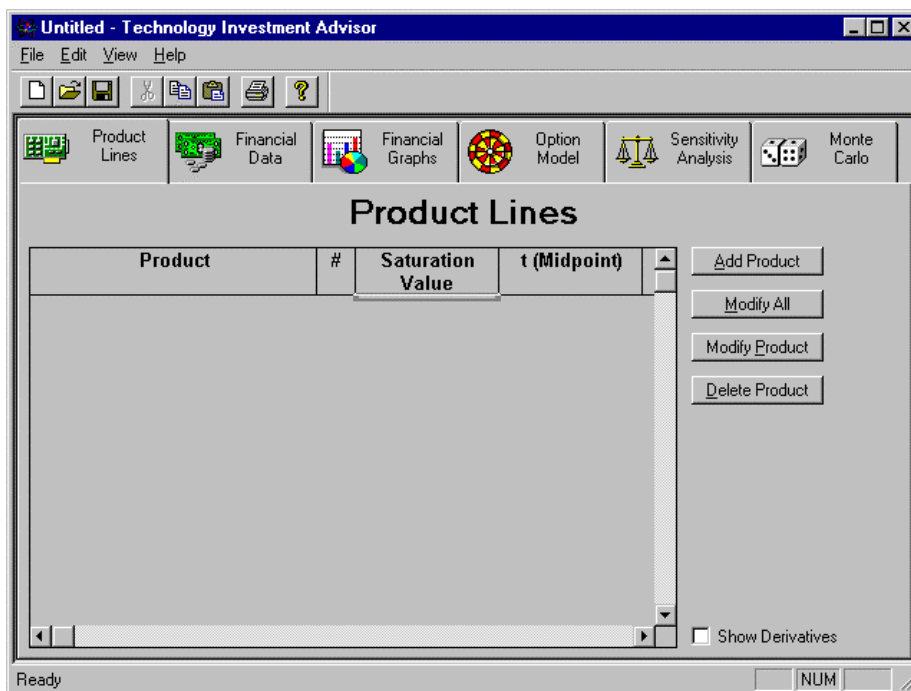 Untitled - Technology Investment Advisor
File Edit View Help
Product Lines
Financial Data
Financial Graphs
Option Model
Sensitivity Analysis
Monte Carlo
Product Lines
Product # Saturation Value t (Midpoint)
Add Product
Modify All
Modify Product
Delete Product
Show Derivatives
Ready NUM